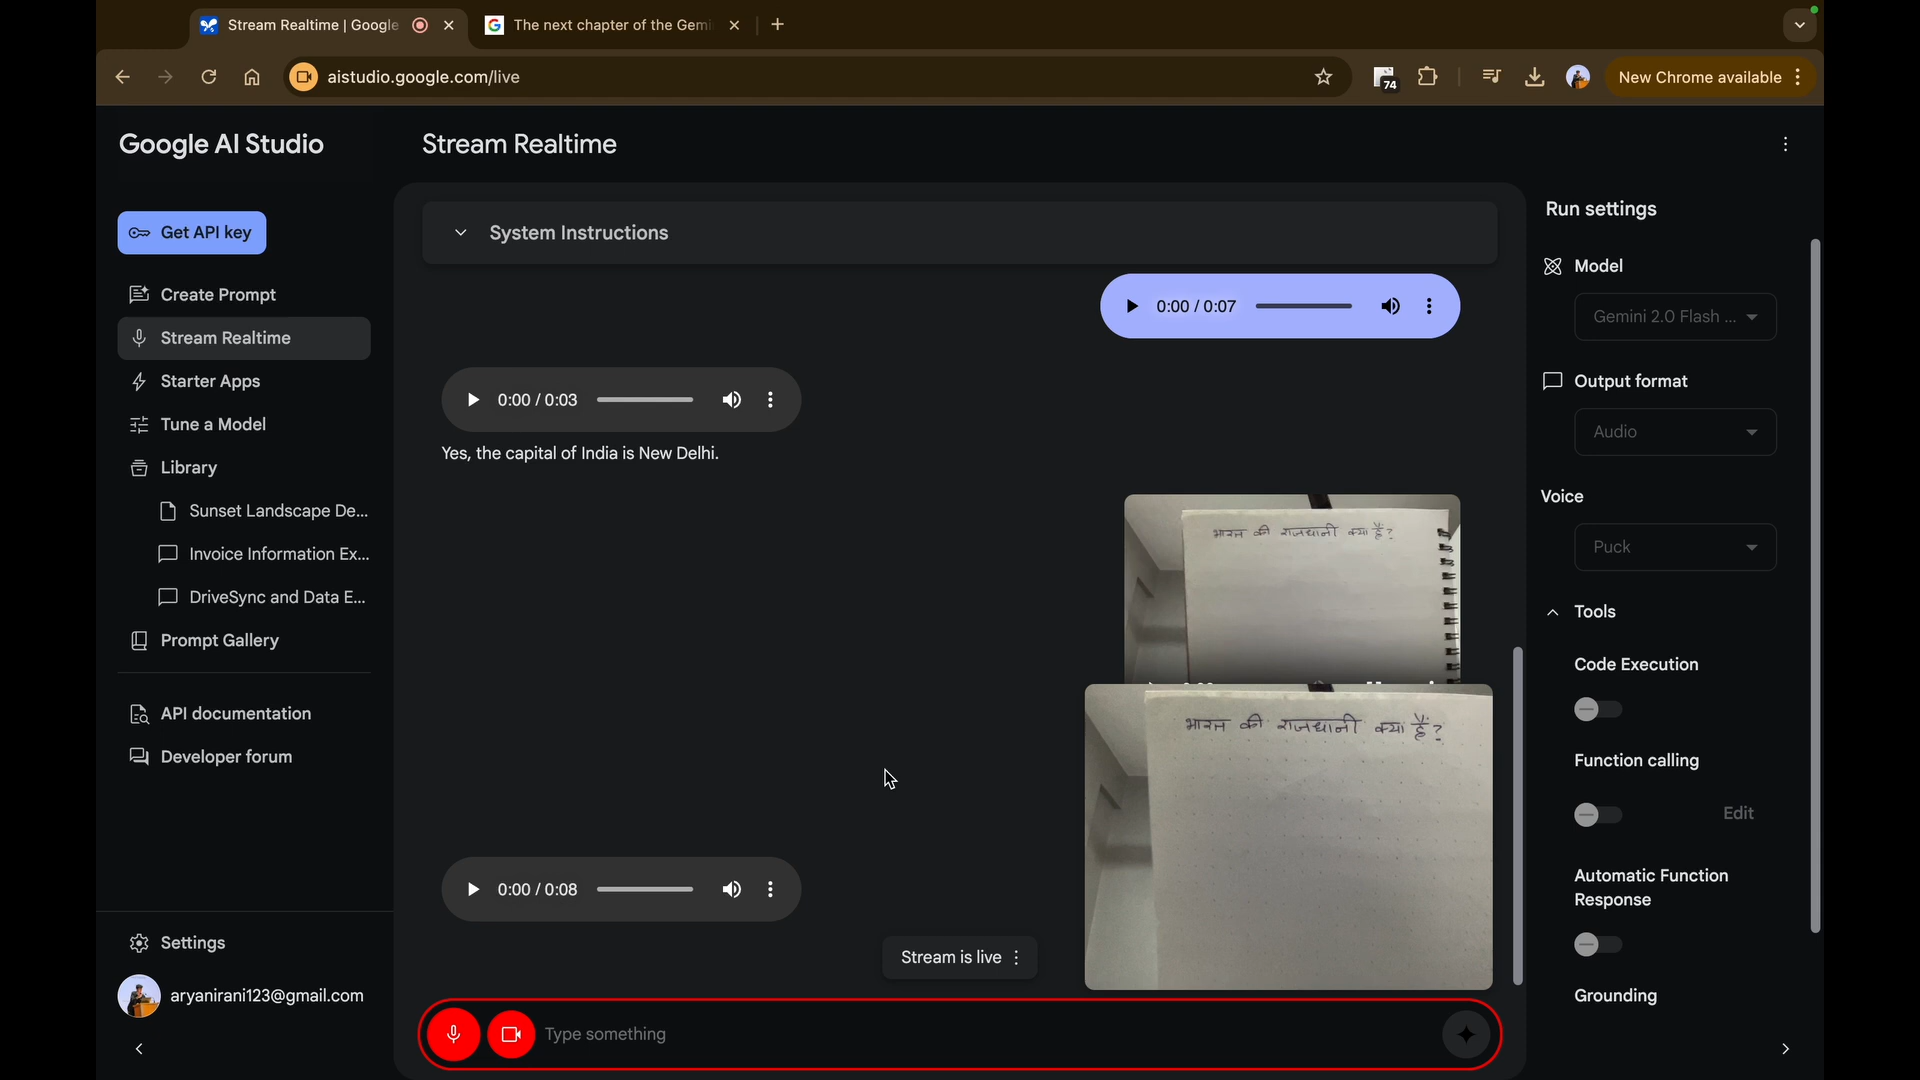 Stream Realtime | Google
The next chapter of the Gemi
aistudio.google.com/live
74
New Chrome available
Google AI Studio
Stream Realtime
Get API key
Create Prompt
Stream Realtime
Starter Apps
Tune a Model
Library
Sunset Landscape De...
Invoice Information Ex...
DriveSync and Data E...
Prompt Gallery
API documentation
Developer forum
Settings
aryanirani123@gmail.com
System Instructions
0:00 / 0:07
0:00 / 0:03
Yes, the capital of India is New Delhi.
भारत की राजधानी क्या है?
भारत की राजधानी क्या है?
0:00 / 0:08
Stream is live
Type something
Run settings
Model
Gemini 2.0 Flash ...
Output format
Audio
Voice
Puck
Tools
Code Execution
Function calling
Edit
Automatic Function
Response
Grounding